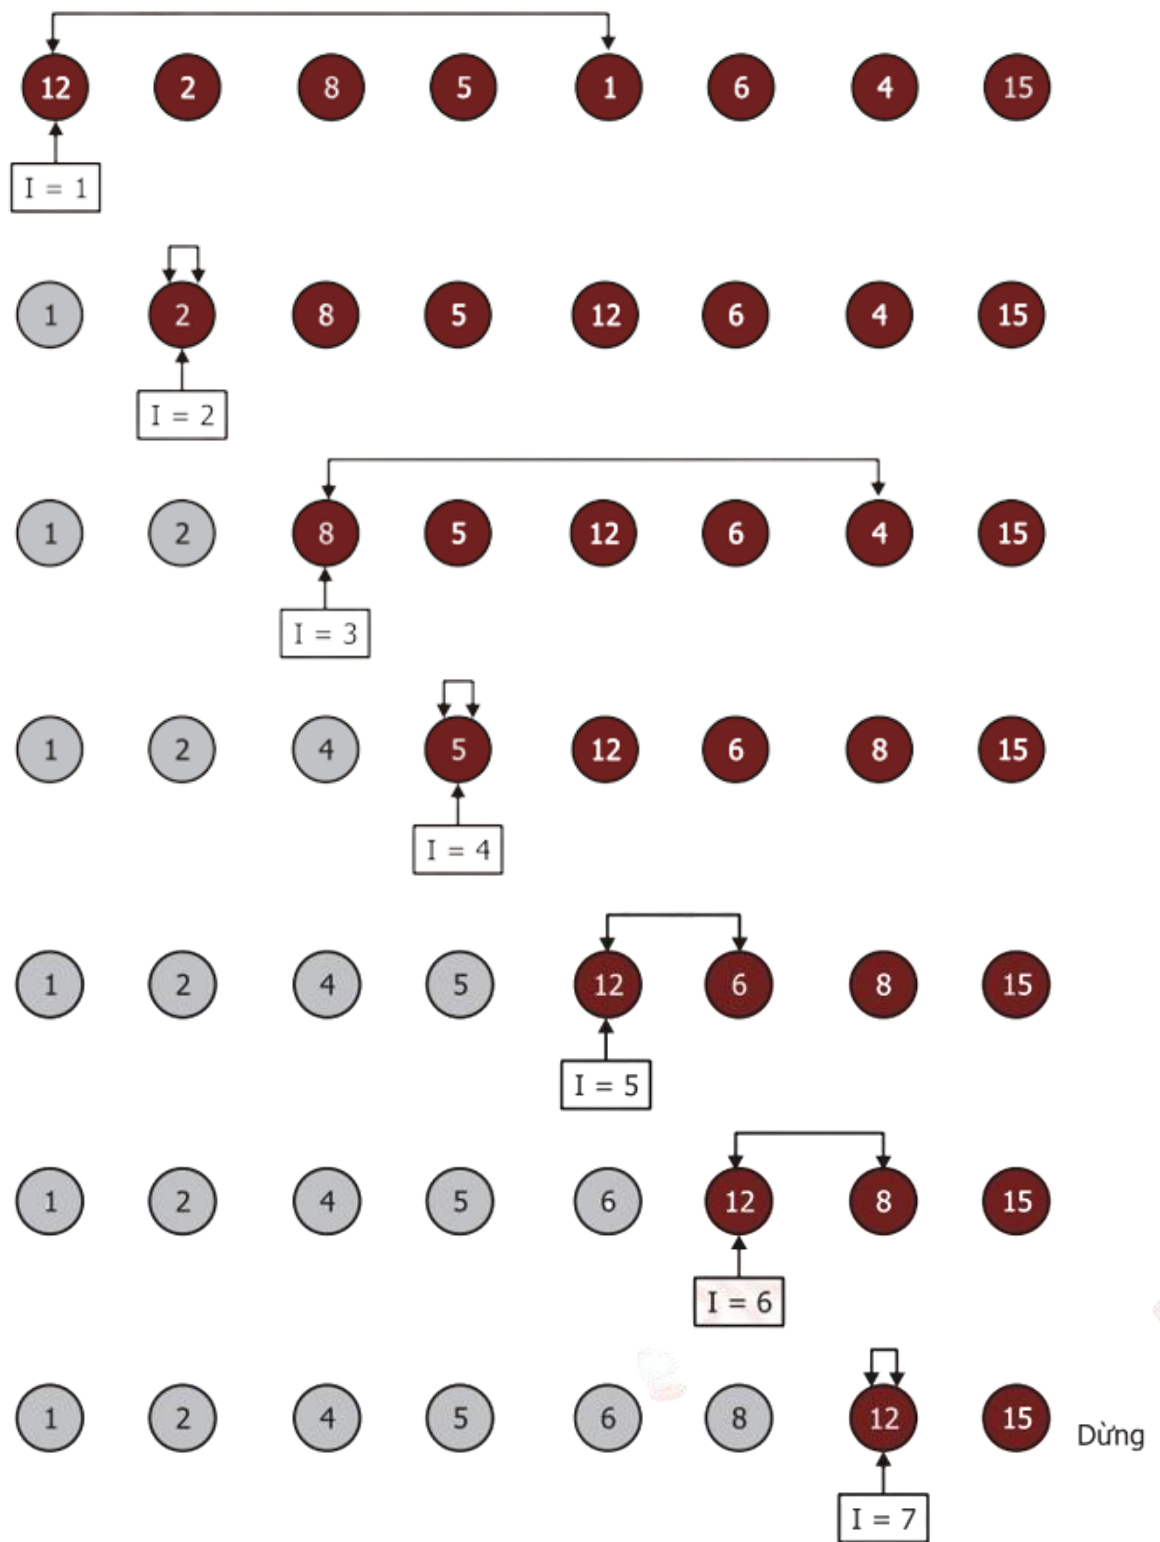 12 2 8 5 1 6 4 15
I = 1
1 2 8 5 12 6 4 15
I = 2
1 2 8 5 12 6 4 15
I = 3
1 2 4 5 12 6 8 15
I = 4
1 2 4 5 12 6 8 15
I = 5
1 2 4 5 6 12 8 15
I = 6
1 2 4 5 6 8 12 15 Dừng
I = 7